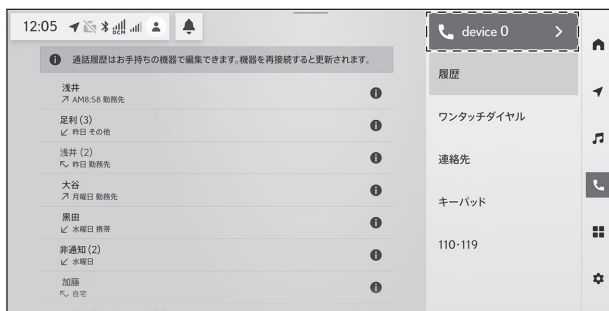 12:05
DCM
通話履歴はお手持ちの機器で編集できます。機器を再接続すると更新されます。
浅井
AM8:58 勤務先
足利(3)
昨日 その他
浅井(2)
昨日 勤務先
大谷
月曜日 勤務先
黒田
水曜日 携帯
非通知(2)
水曜日
加藤
自宅
device 0
履歴
ワンタッチダイヤル
連絡先
キーパッド
110・119